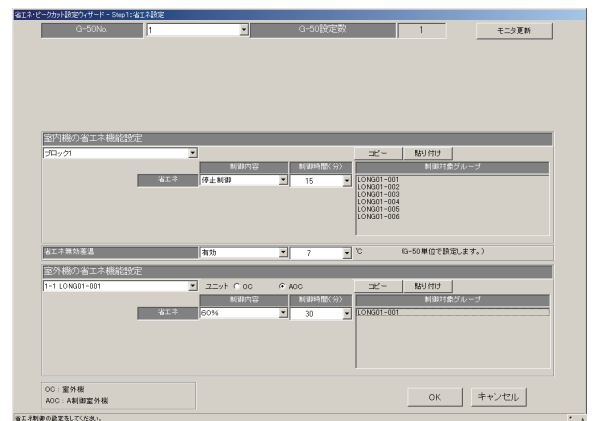 省エネ・ピークカット設定ウィザード - Step1:省エネ設定
G-50No. 1 G-50設定数 1 モニタ更新
室内機の省エネ機能設定
ブロック1 コピー 貼り付け
制御内容 制御時間(分) 制御対象グループ
省エネ 停止制御 15
LONG01-001
LONG01-002
LONG01-003
LONG01-004
LONG01-005
LONG01-006
省エネ無効差温 有効 7 ℃ (G-50単位で設定します。)
室外機の省エネ機能設定
1-1 LONG01-001 ユニット OC AOC コピー 貼り付け
制御内容 制御時間(分) 制御対象グループ
省エネ 60% 30 LONG01-001
OC:室外機
AOC:A制御室外機
OK キャンセル
省エネ制御の設定をしてください。